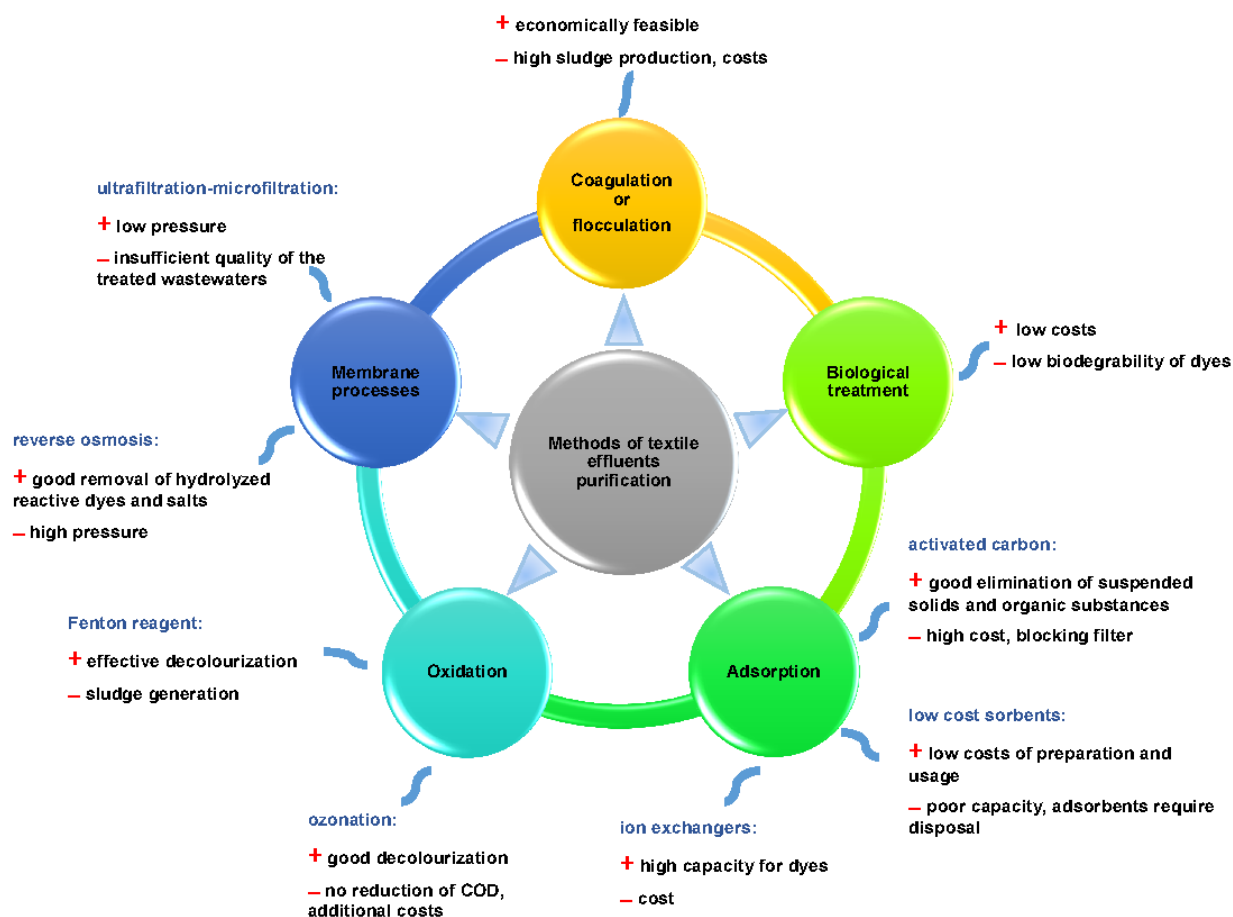 + economically feasible
− high sludge production, costs
Coagulation
or
flocculation
ultrafiltration-microfiltration:
+ low pressure
− insufficient quality of the
treated wastewaters
Membrane
processes
+ low costs
− low biodegrability of dyes
Biological
treatment
Methods of textile
effluents
purification
reverse osmosis:
+ good removal of hydrolyzed
reactive dyes and salts
− high pressure
activated carbon:
+ good elimination of suspended
solids and organic substances
− high cost, blocking filter
Fenton reagent:
+ effective decolourization
− sludge generation
Oxidation
Adsorption
low cost sorbents:
+ low costs of preparation and
usage
− poor capacity, adsorbents require
disposal
ozonation:
+ good decolourization
− no reduction of COD,
additional costs
ion exchangers:
+ high capacity for dyes
− cost